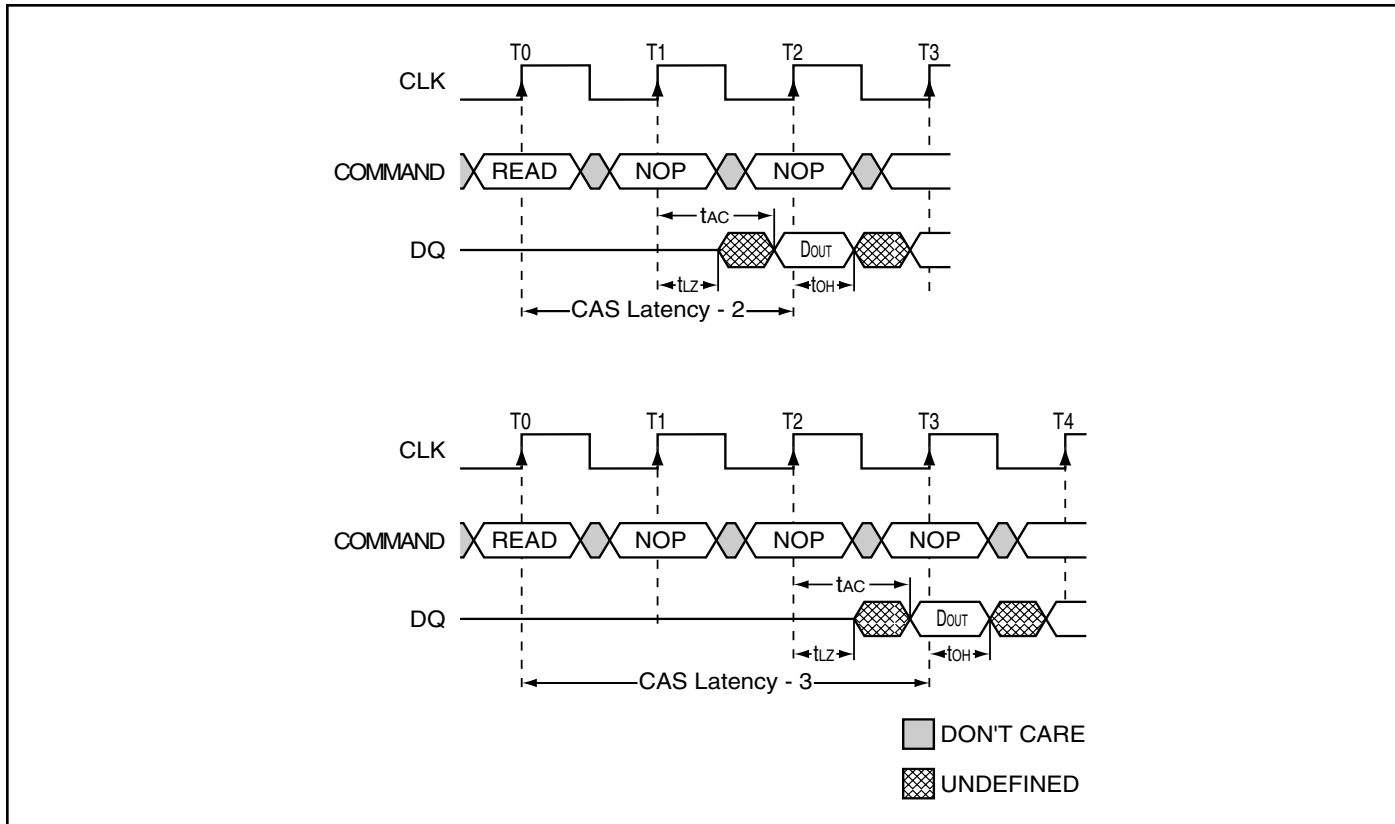 T0 T1 T2 T3
CLK
COMMAND READ NOP NOP
tAC
DQ DOUT
tLZ tOH
CAS Latency - 2
T0 T1 T2 T3 T4
CLK
COMMAND READ NOP NOP NOP
tAC
DQ DOUT
tLZ tOH
CAS Latency - 3
DON'T CARE
UNDEFINED